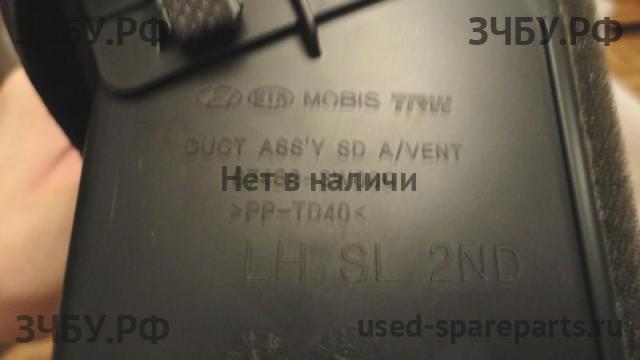 ЗЧБУ.РФ ЗЧБУ.РФ
KIA MOBIS TRW
DUCT ASS'Y SD A/VENT
Нет в наличи
>PP-TD40<
LH SL 2ND
ЗЧБУ.РФ used-spareparts.ru